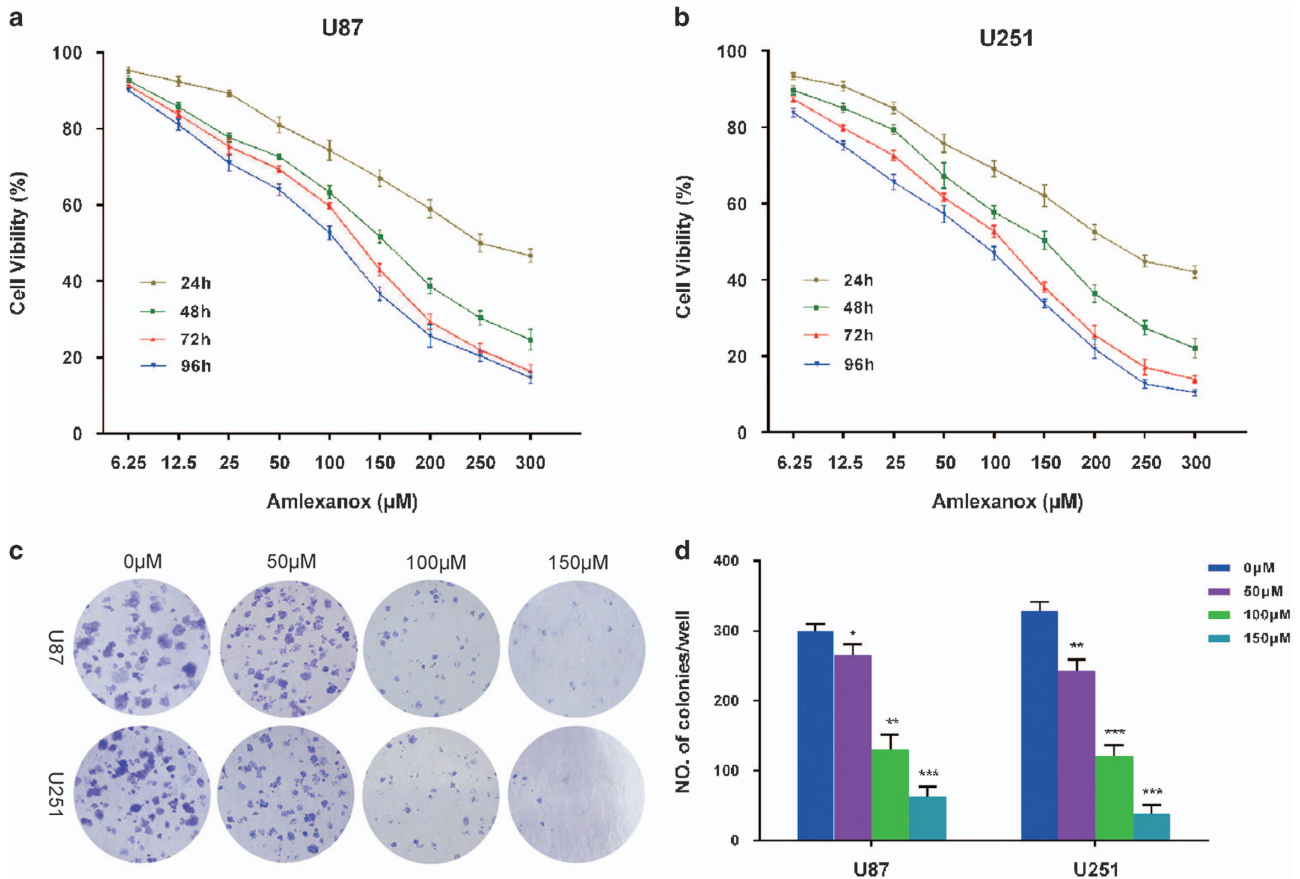 a
U87
100
80
60
40
20
0
Cell Vibility (%)
24h
48h
72h
96h
6.25 12.5 25 50 100 150 200 250 300
Amlexanox (μM)
b
U251
100
80
60
40
20
0
Cell Vibility (%)
24h
48h
72h
96h
6.25 12.5 25 50 100 150 200 250 300
Amlexanox (μM)
c
0μM 50μM 100μM 150μM
U87
U251
d
400
300
200
100
0
NO. of colonies/well
0μM
50μM
100μM
150μM
* ** ***
** *** ***
U87 U251